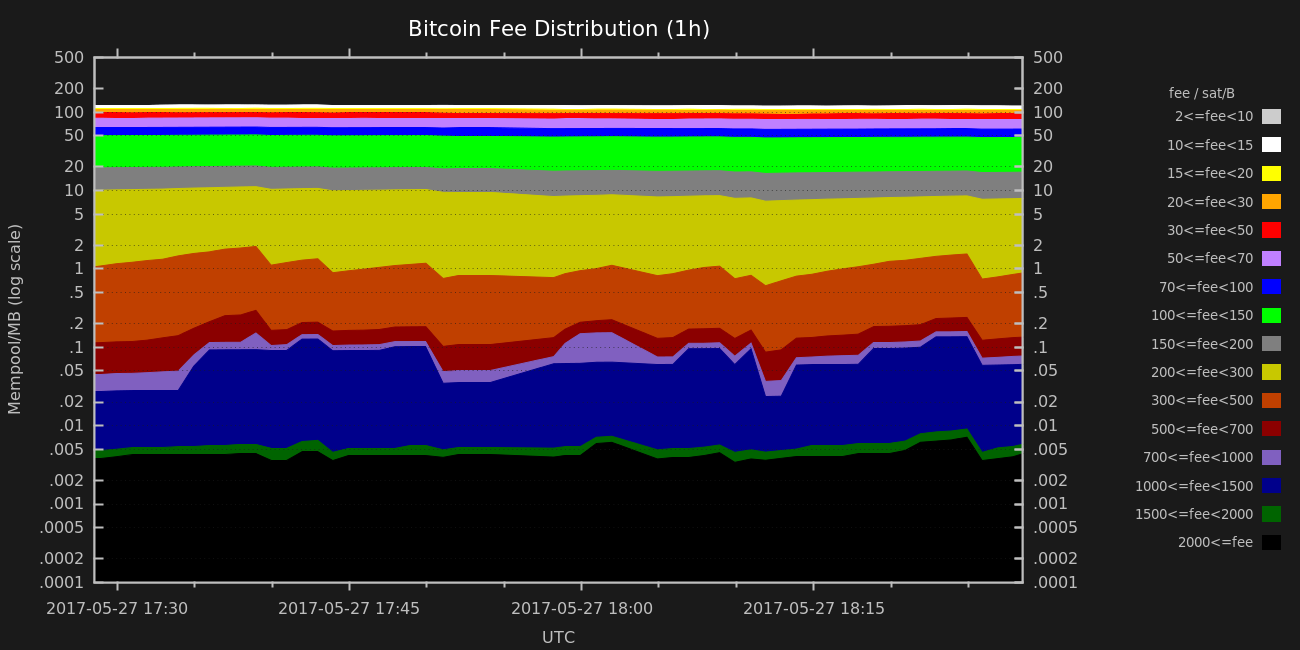 Bitcoin Fee Distribution (1h)
500
200
100
50
20
10
5
2
1
.5
.2
.1
.05
.02
.01
.005
.002
.001
.0005
.0002
.0001
Mempool/MB (log scale)
500
200
100
50
20
10
5
2
1
.5
.2
.1
.05
.02
.01
.005
.002
.001
.0005
.0002
.0001
2017-05-27 17:30
2017-05-27 17:45
2017-05-27 18:00
2017-05-27 18:15
UTC
fee / sat/B
2<=fee<10
10<=fee<15
15<=fee<20
20<=fee<30
30<=fee<50
50<=fee<70
70<=fee<100
100<=fee<150
150<=fee<200
200<=fee<300
300<=fee<500
500<=fee<700
700<=fee<1000
1000<=fee<1500
1500<=fee<2000
2000<=fee